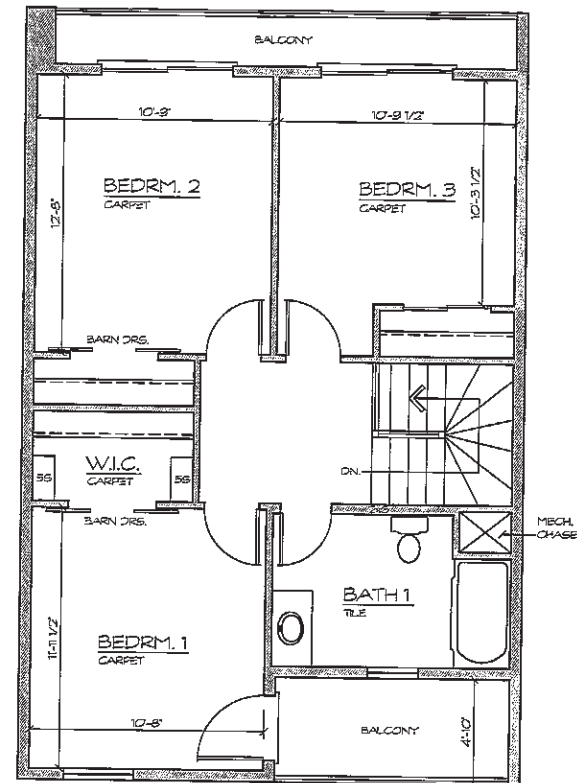 BALCONY
10'-9"
10'-9 1/2"
BEDRM. 2
CARPET
BEDRM. 3
CARPET
12'-8"
10'-3 1/2"
BARN DRS.
W.I.C.
CARPET
5S
5S
BARN DRS.
DN.
MECH.
CHASE
BATH 1
TILE
11'-11 1/2"
BEDRM. 1
CARPET
10'-8"
BALCONY
4'-10"